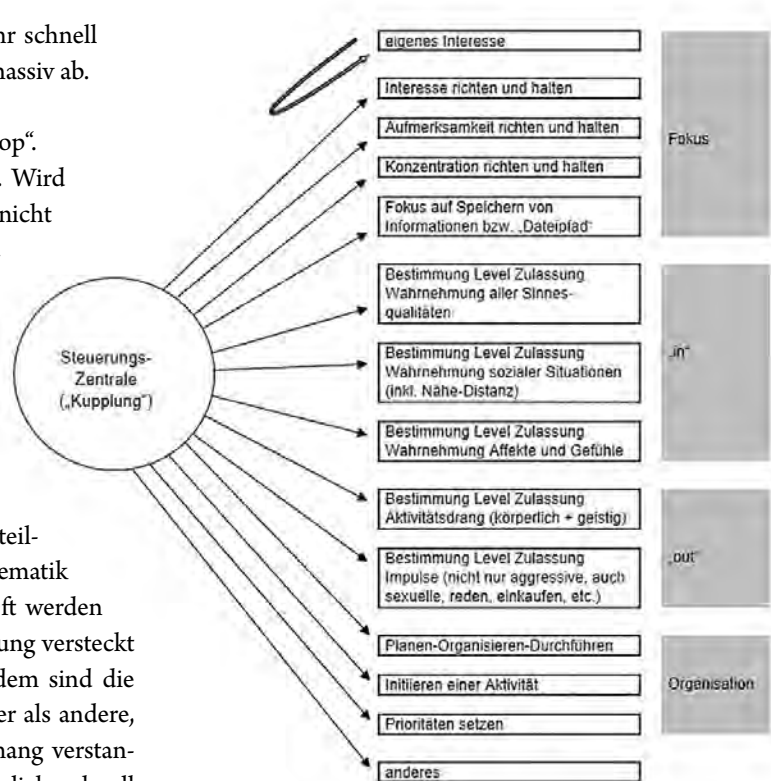 hr schnell
nassiv ab.
op“.
. Wird
nicht
teil-
ematik
ft werden
ung versteckt
dem sind die
er als andere,
nang verstan-
Steuerungs-
Zentrale
(„Kupplung“)
eigenes Interesse
Interesse richten und halten
Aufmerksamkeit richten und halten
Konzentration richten und halten
Fokus auf Speichern von
Informationen bzw. „Dateipfad“
Fokus
Bestimmung Level Zulassung
Wahrnehmung aller Sinnes-
qualitäten
Bestimmung Level Zulassung
Wahrnehmung sozialer Situationen
(inkl. Nähe-Distanz)
Bestimmung Level Zulassung
Wahrnehmung Affekte und Gefühle
„in“
Bestimmung Level Zulassung
Aktivitätsdrang (körperlich + geistig)
Bestimmung Level Zulassung
Impulse (nicht nur aggressive, auch
sexuelle, reden, einkaufen, etc.)
„out“
Planen-Organisieren-Durchführen
Initiieren einer Aktivität
Prioritäten setzen
Organisation
anderes